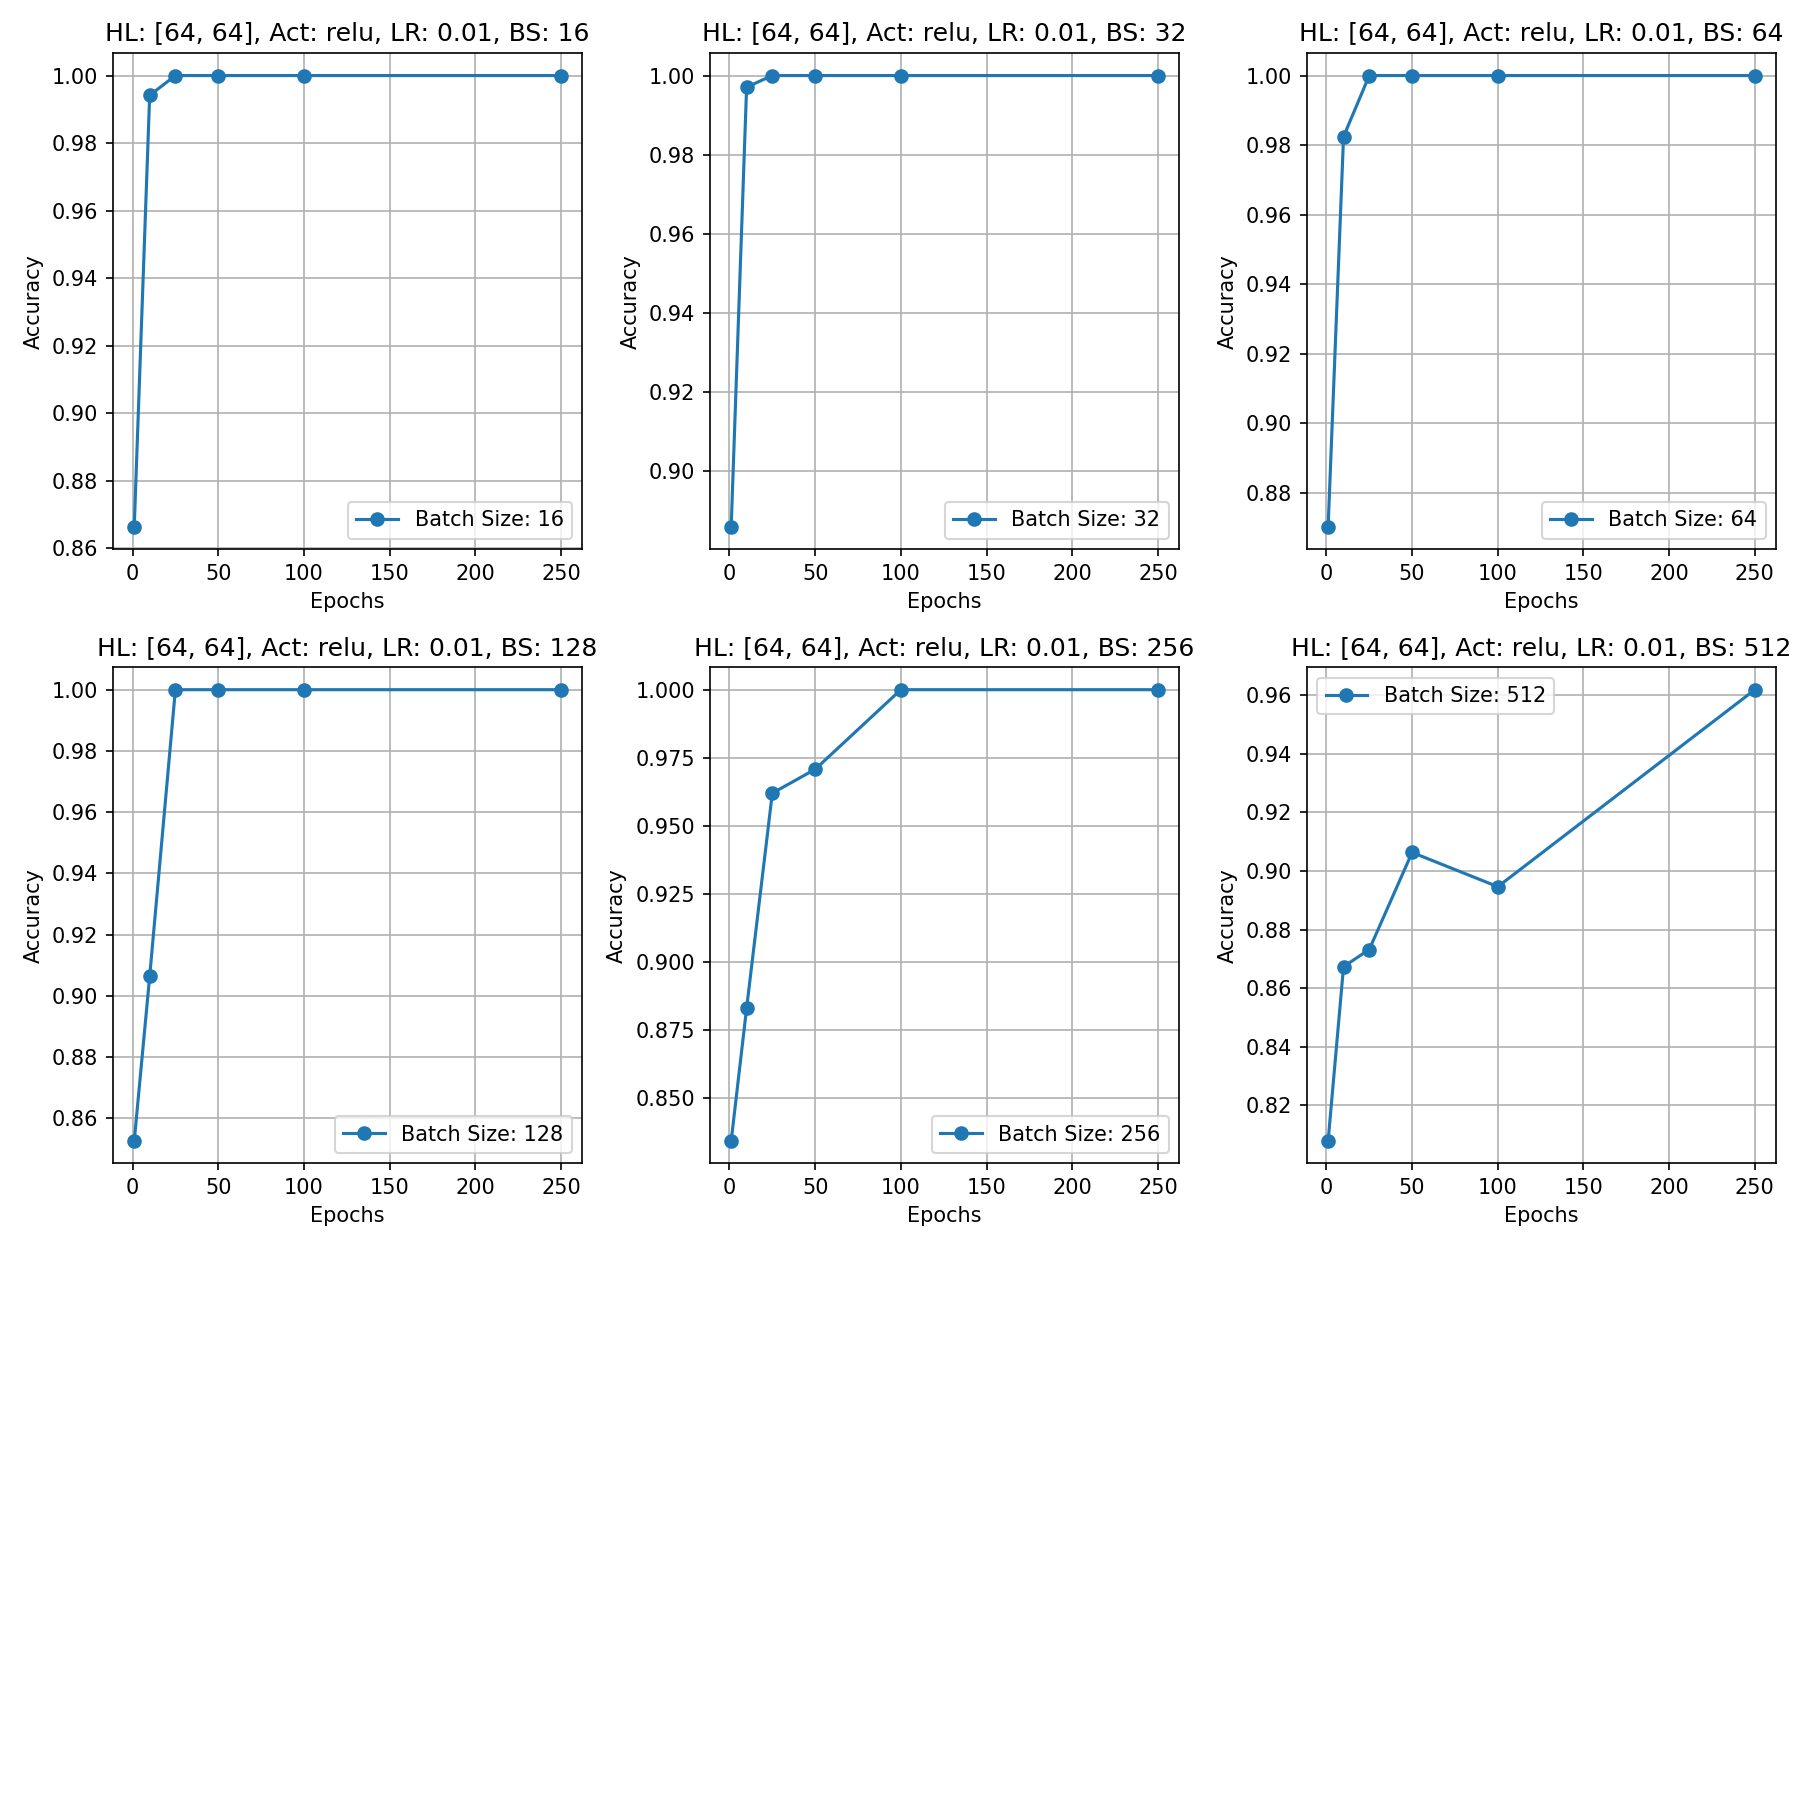 HL: [64, 64], Act: relu, LR: 0.01, BS: 16
1.00
0.98
0.96
0.94
0.92
0.90
0.88
0.86
Accuracy
Batch Size: 16
0 50 100 150 200 250
Epochs
HL: [64, 64], Act: relu, LR: 0.01, BS: 32
1.00
0.98
0.96
0.94
0.92
0.90
Accuracy
Batch Size: 32
0 50 100 150 200 250
Epochs
HL: [64, 64], Act: relu, LR: 0.01, BS: 64
1.00
0.98
0.96
0.94
0.92
0.90
0.88
Accuracy
Batch Size: 64
0 50 100 150 200 250
Epochs
HL: [64, 64], Act: relu, LR: 0.01, BS: 128
1.00
0.98
0.96
0.94
0.92
0.90
0.88
0.86
Accuracy
Batch Size: 128
0 50 100 150 200 250
Epochs
HL: [64, 64], Act: relu, LR: 0.01, BS: 256
1.000
0.975
0.950
0.925
0.900
0.875
0.850
Accuracy
Batch Size: 256
0 50 100 150 200 250
Epochs
HL: [64, 64], Act: relu, LR: 0.01, BS: 512
Batch Size: 512
0.96
0.94
0.92
0.90
0.88
0.86
0.84
0.82
Accuracy
0 50 100 150 200 250
Epochs